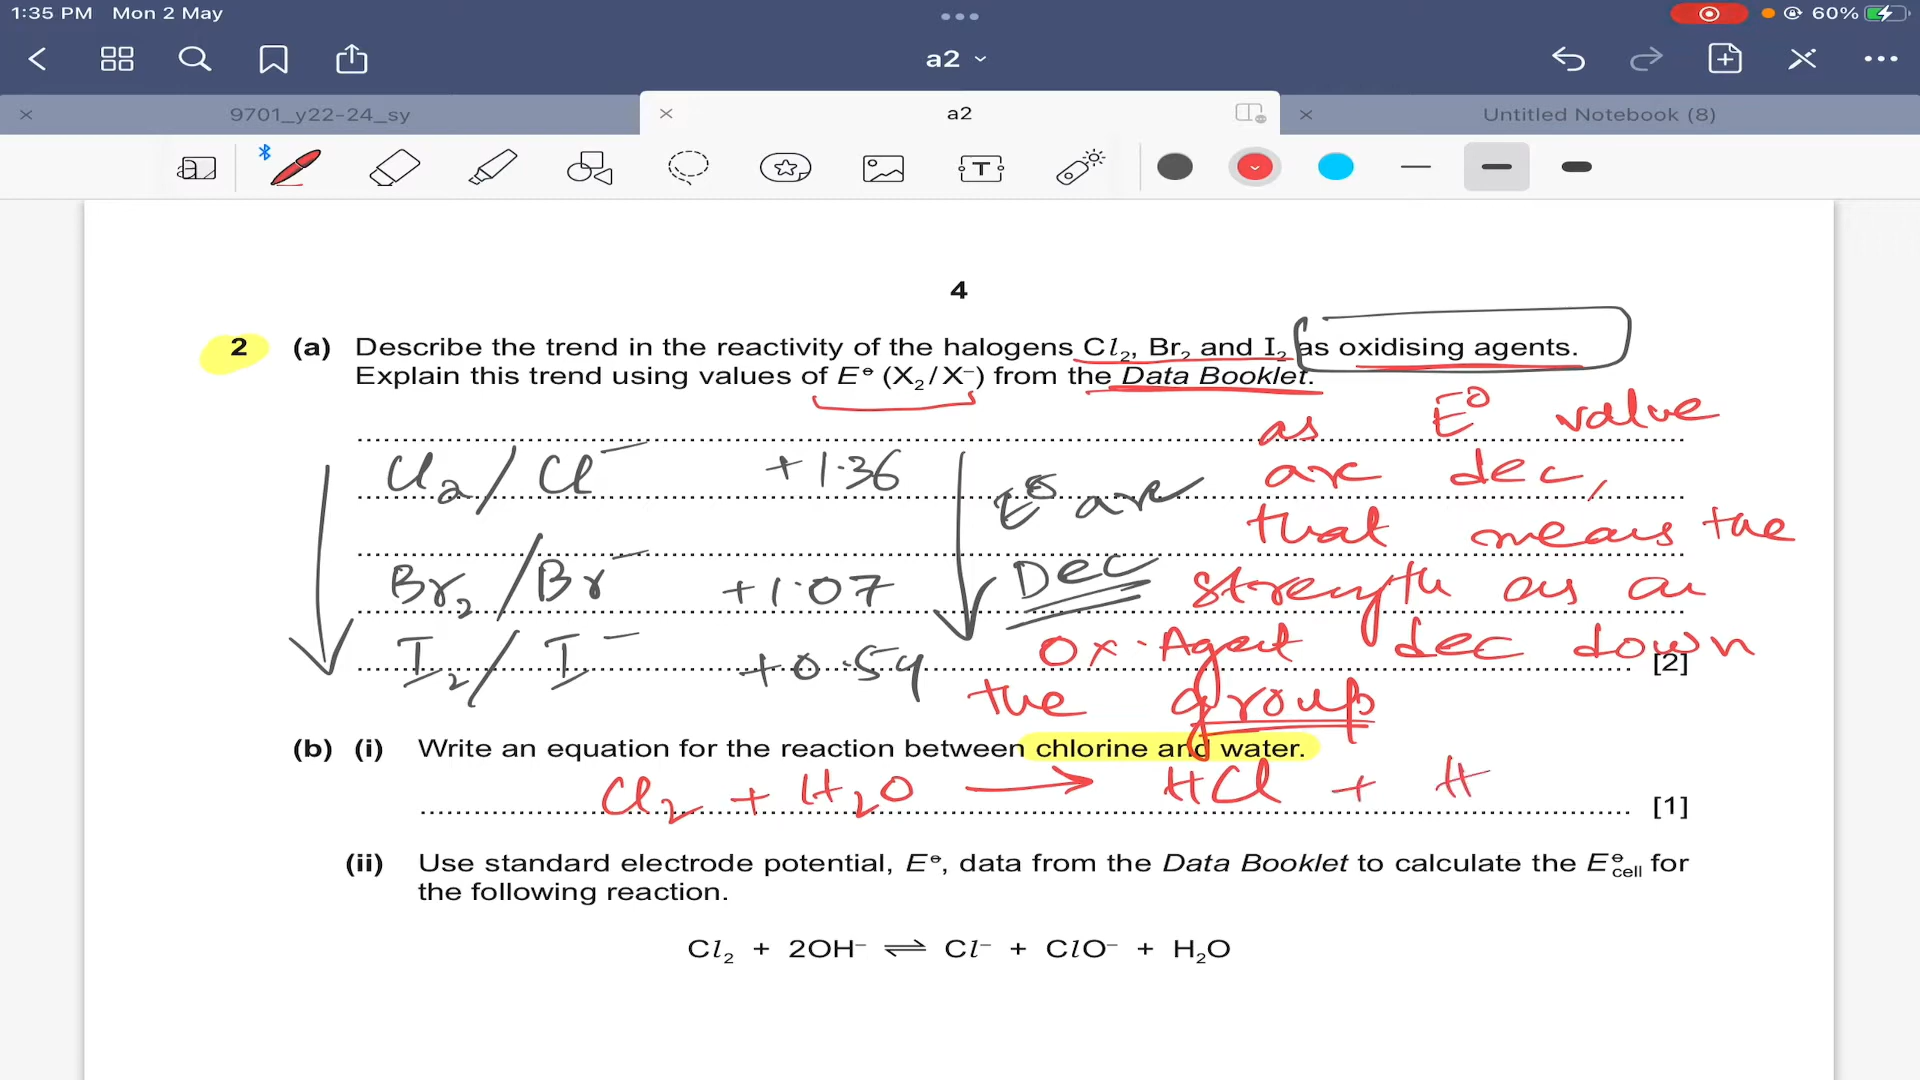 1:35 PM Mon 2 May
60%
a2
9701_y22-24_sy
a2
Untitled Notebook (8)
4
2 (a) Describe the trend in the reactivity of the halogens Cl₂, Br₂ and I₂ as oxidising agents.
Explain this trend using values of E⦵ (X₂/X⁻) from the Data Booklet.
as E⁰ value
Cl₂/Cl⁻ +1.36 E⁰ are are dec,
that means the
Br₂/Br⁻ +1.07 Dec strength as an
I₂/I⁻ +0.54 Ox. Agent dec down [2]
the group
(b) (i) Write an equation for the reaction between chlorine and water.
Cl₂ + H₂O → HCl + H
[1]
(ii) Use standard electrode potential, E⦵, data from the Data Booklet to calculate the E⦵cell for
the following reaction.
Cl₂ + 2OH⁻ ⇌ Cl⁻ + ClO⁻ + H₂O